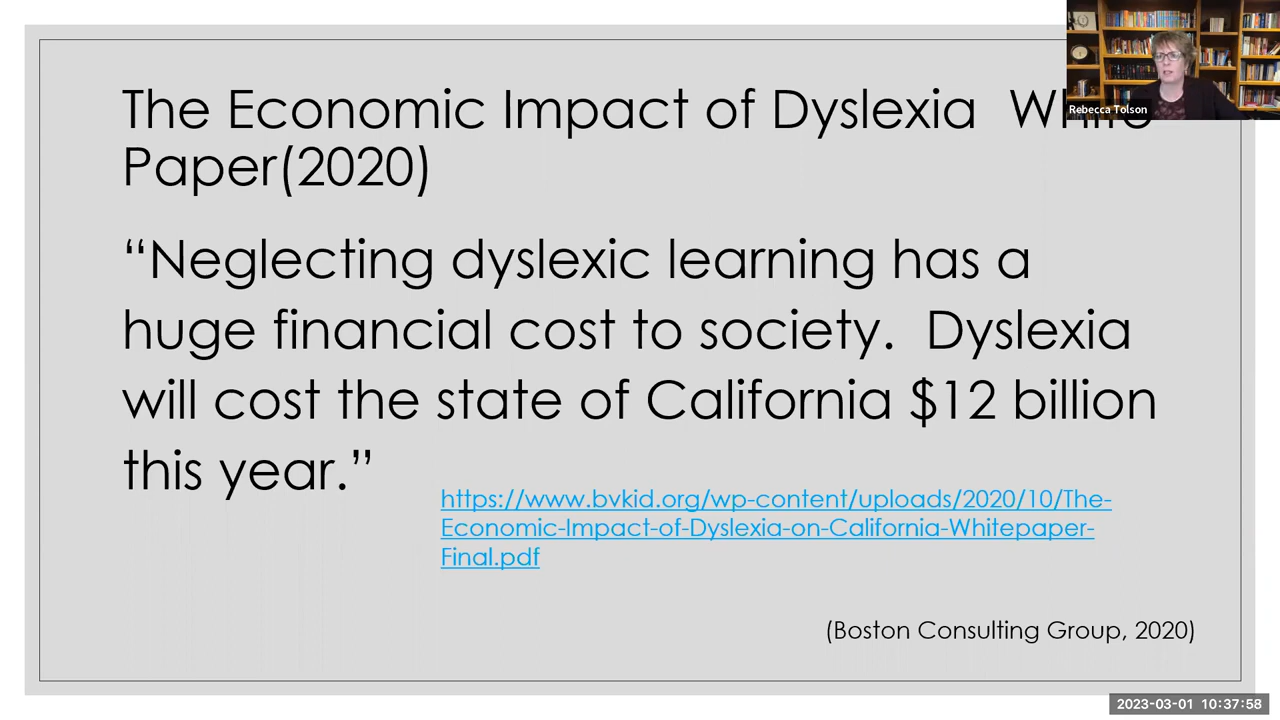 The Economic Impact of Dyslexia White
Paper(2020)
“Neglecting dyslexic learning has a
huge financial cost to society.  Dyslexia
will cost the state of California $12 billion
this year.”
https://www.bvkid.org/wp-content/uploads/2020/10/The-
Economic-Impact-of-Dyslexia-on-California-Whitepaper-
Final.pdf
(Boston Consulting Group, 2020)
Rebecca Tolson
2023-03-01 10:37:58